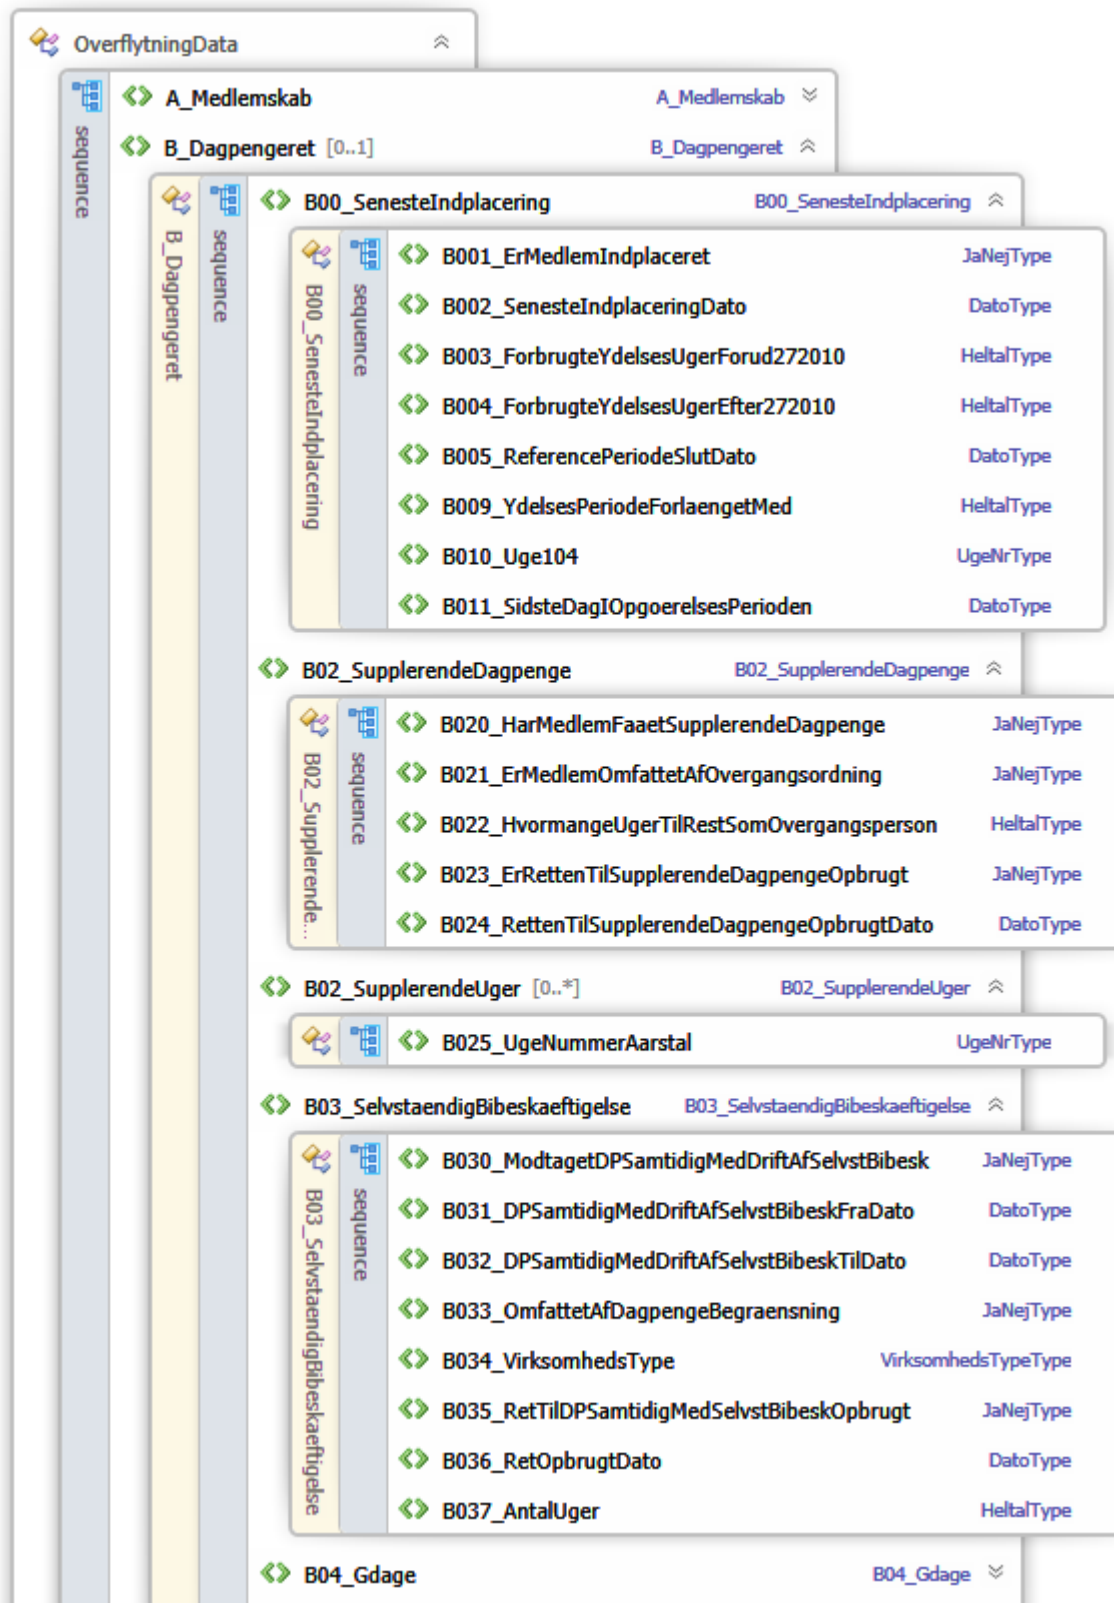 OverflytningData
sequence
A_Medlemskab A_Medlemskab
B_Dagpengeret [0..1] B_Dagpengeret
B_Dagpengeret
sequence
B00_SenesteIndplacering B00_SenesteIndplacering
B00_SenesteIndplacering
sequence
B001_ErMedlemIndplaceret JaNejType
B002_SenesteIndplaceringDato DatoType
B003_ForbrugteYdelsesUgerForud272010 HeltalType
B004_ForbrugteYdelsesUgerEfter272010 HeltalType
B005_ReferencePeriodeSlutDato DatoType
B009_YdelsesPeriodeForlaengetMed HeltalType
B010_Uge104 UgeNrType
B011_SidsteDagIOpgoerelsesPerioden DatoType
B02_SupplerendeDagpenge B02_SupplerendeDagpenge
B02_Supplerende...
sequence
B020_HarMedlemFaaetSupplerendeDagpenge JaNejType
B021_ErMedlemOmfattetAfOvergangsordning JaNejType
B022_HvormangeUgerTilRestSomOvergangsperson HeltalType
B023_ErRettenTilSupplerendeDagpengeOpbrugt JaNejType
B024_RettenTilSupplerendeDagpengeOpbrugtDato DatoType
B02_SupplerendeUger [0..*] B02_SupplerendeUger
B025_UgeNummerAarstal UgeNrType
B03_SelvstaendigBibeskaeftigelse B03_SelvstaendigBibeskaeftigelse
B03_SelvstaendigBibeskaeftigelse
sequence
B030_ModtagetDPSamtidigMedDriftAfSelvstBibesk JaNejType
B031_DPSamtidigMedDriftAfSelvstBibeskFraDato DatoType
B032_DPSamtidigMedDriftAfSelvstBibeskTilDato DatoType
B033_OmfattetAfDagpengeBegraensning JaNejType
B034_VirksomhedsType VirksomhedsTypeType
B035_RetTilDPSamtidigMedSelvstBibeskOpbrugt JaNejType
B036_RetOpbrugtDato DatoType
B037_AntalUger HeltalType
B04_Gdage B04_Gdage